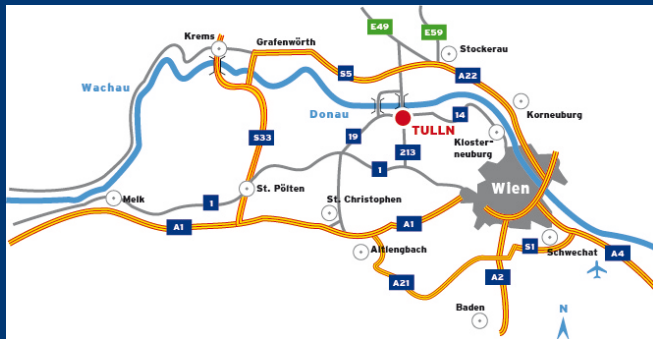 E49
E59
Krems
Grafenwörth
Stockerau
S5
A22
Wachau
Donau
14
Korneuburg
TULLN
19
S33
213
Kloster-
neuburg
1
St. Pölten
Wien
Melk
1
St. Christophen
A1
A1
Altlengbach
S1
Schwechat
A4
A21
A2
Baden
N